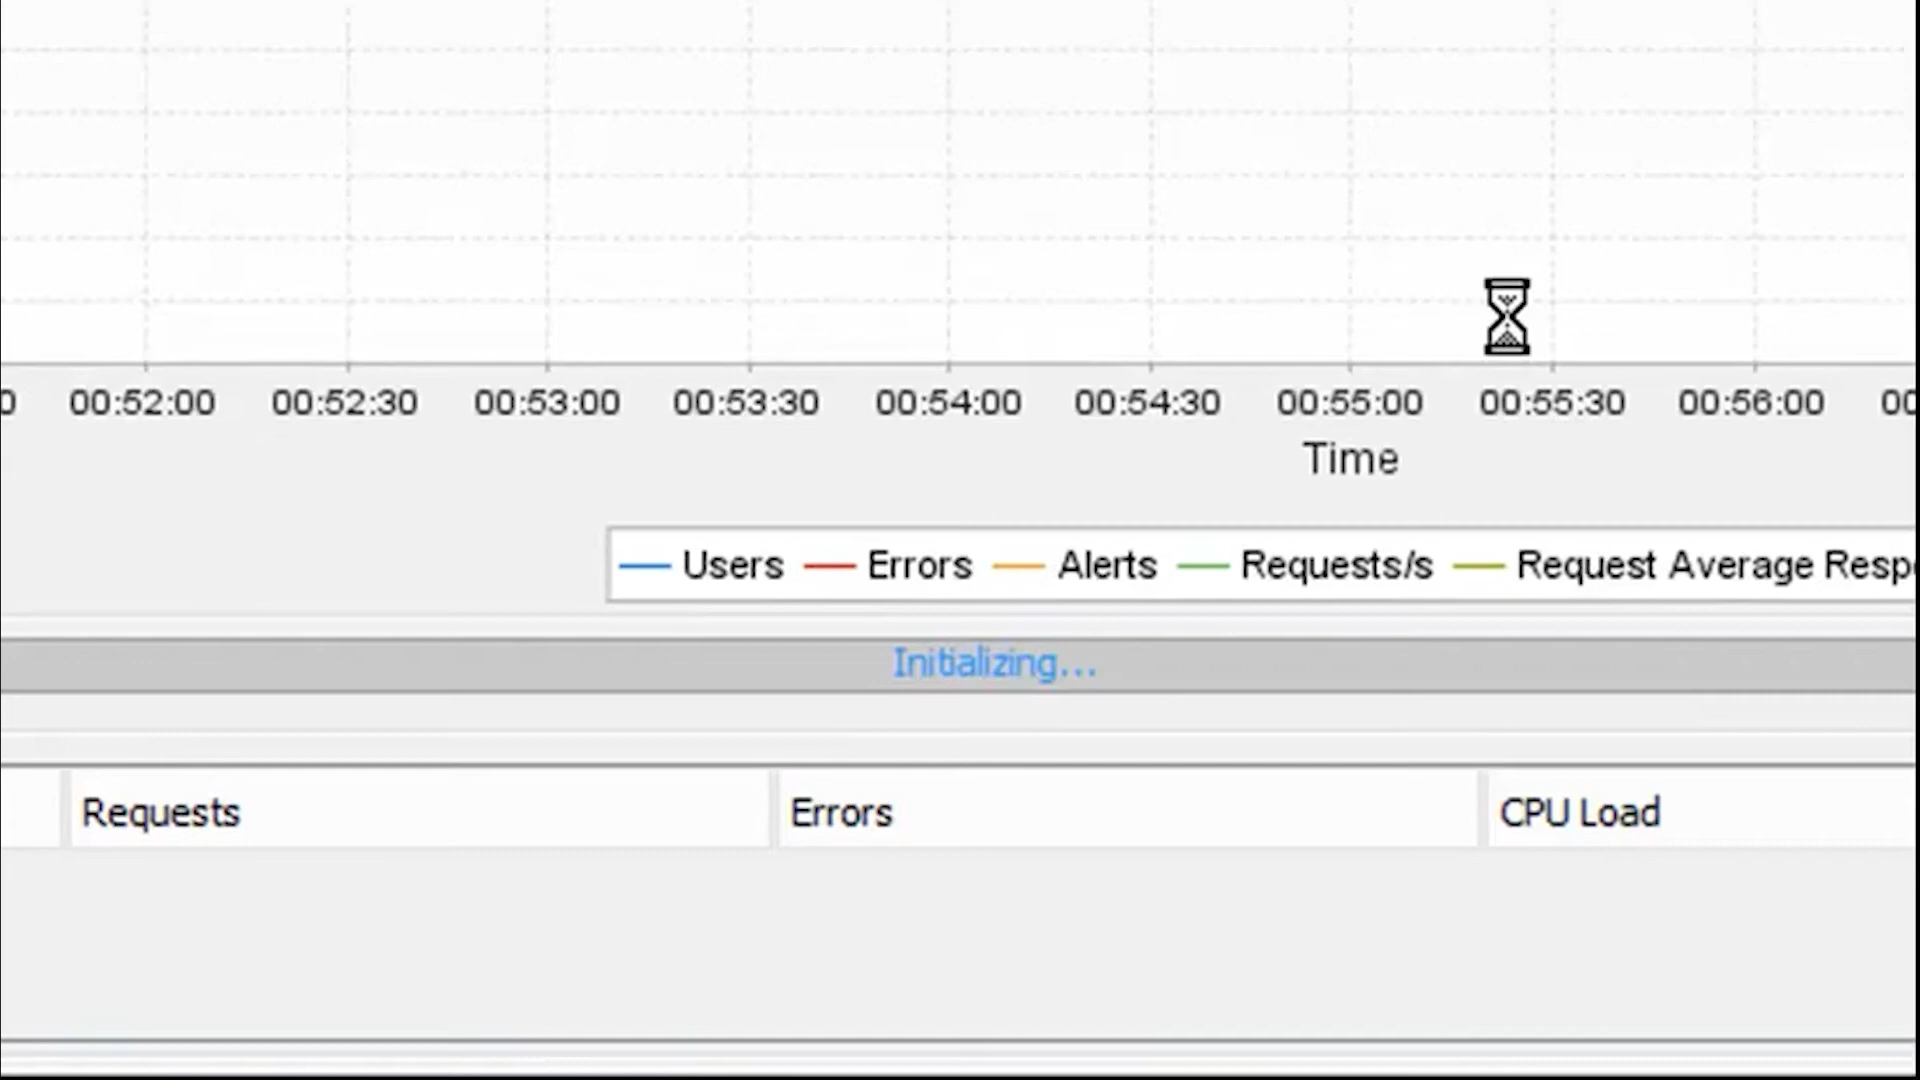 0 00:52:00 00:52:30 00:53:00 00:53:30 00:54:00 00:54:30 00:55:00 00:55:30 00:56:00 00
Time
Users Errors Alerts Requests/s Request Average
Initializing...
Requests Errors CPU Load